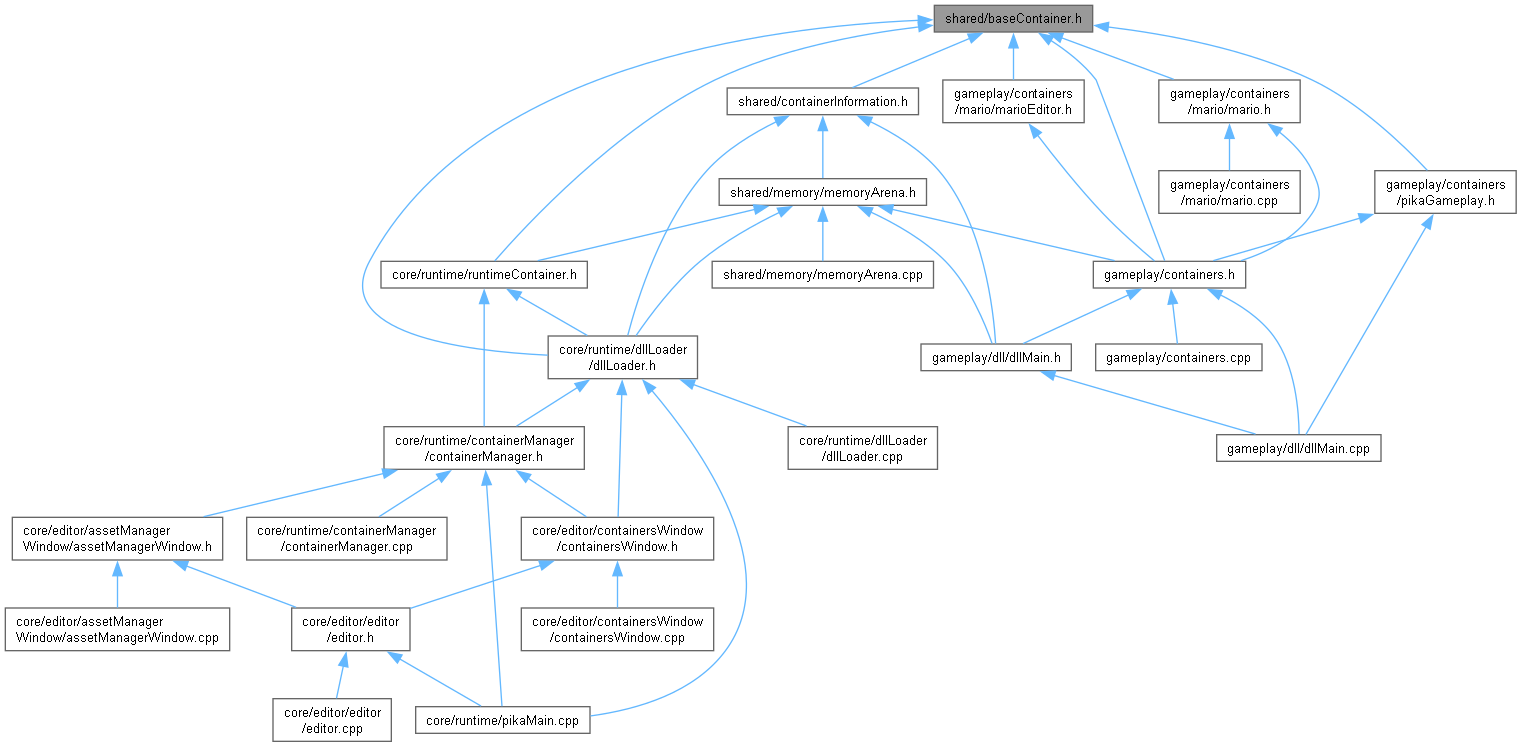 shared/baseContainer.h
shared/containerInformation.h
gameplay/containers
/mario/marioEditor.h
gameplay/containers
/mario/mario.h
shared/memory/memoryArena.h
gameplay/containers
/mario/mario.cpp
gameplay/containers
/pikaGameplay.h
core/runtime/runtimeContainer.h
shared/memory/memoryArena.cpp
gameplay/containers.h
core/runtime/dllLoader
/dllLoader.h
gameplay/dll/dllMain.h
gameplay/containers.cpp
core/runtime/containerManager
/containerManager.h
core/runtime/dllLoader
/dllLoader.cpp
gameplay/dll/dllMain.cpp
core/editor/assetManager
Window/assetManagerWindow.h
core/runtime/containerManager
/containerManager.cpp
core/editor/containersWindow
/containersWindow.h
core/editor/assetManager
Window/assetManagerWindow.cpp
core/editor/editor
/editor.h
core/editor/containersWindow
/containersWindow.cpp
core/editor/editor
/editor.cpp
core/runtime/pikaMain.cpp